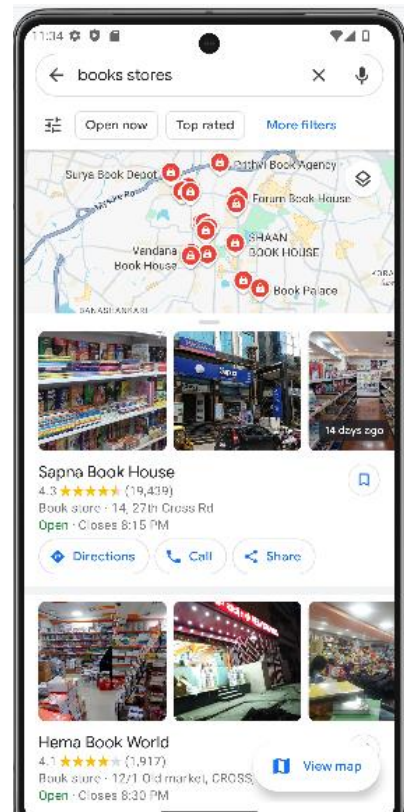 11:34
books stores
Open now
Top rated
More filters
Prithvi Book Agency
Surya Book Depot
Forum Book House
SHAAN
BOOK HOUSE
Vandana
Book House
Book Palace
BANASHANKARI
Sapna
14 days ago
Sapna Book House
4.3 (19,439)
Book store · 14, 27th Cross Rd
Open · Closes 8:15 PM
Directions
Call
Share
Hema Book World
4.1 (1,917)
Book store · 12/1 Old market, CROSS,
Open · Closes 8:30 PM
View map